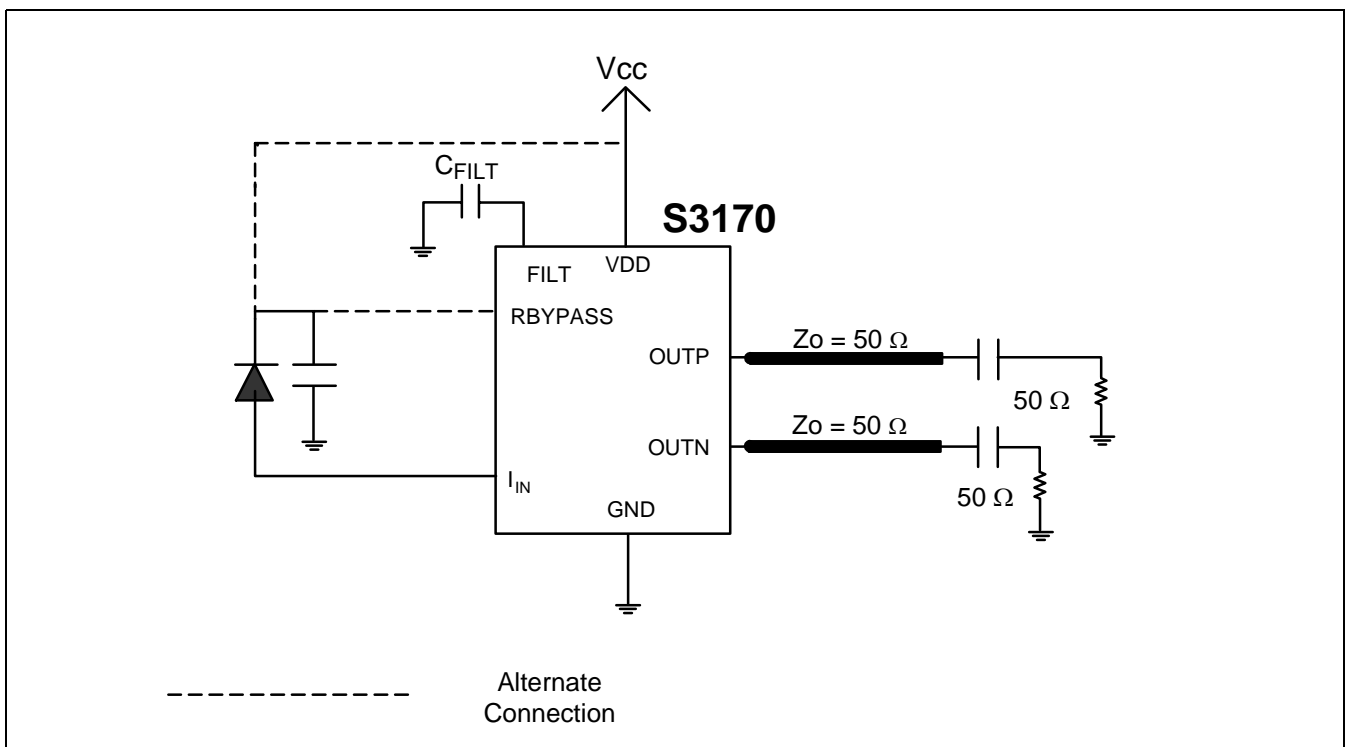 Vcc
CFILT
S3170
FILT
VDD
RBYPASS
OUTP
Zo = 50 Ω
50 Ω
OUTN
Zo = 50 Ω
50 Ω
IIN
GND
Alternate
Connection